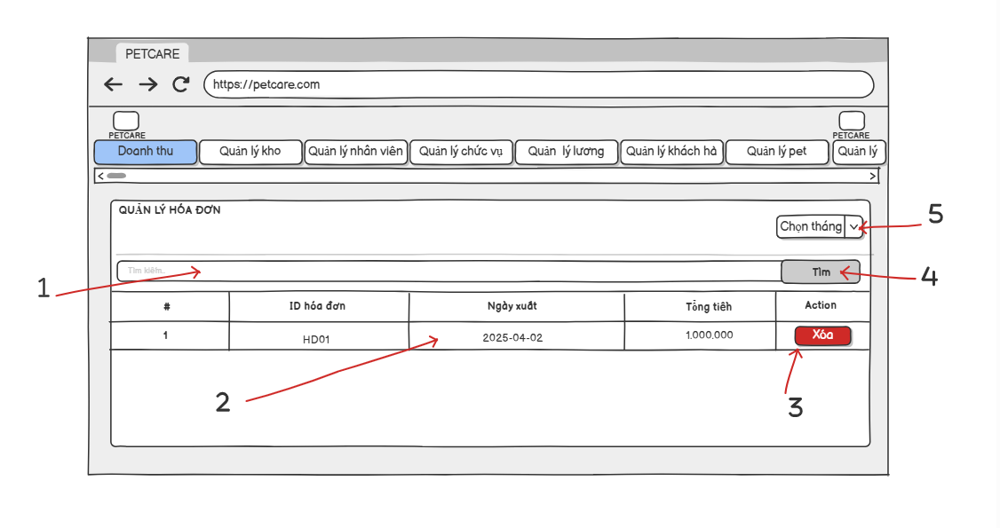 PETCARE
https://petcare.com
PETCARE
PETCARE
Doanh thu
Quản lý kho
Quản lý nhân viên
Quản lý chức vụ
Quản lý lương
Quản lý khách hà
Quản lý pet
Quản lý
QUẢN LÝ HÓA ĐƠN
5
Chọn tháng
1
Tìm kiếm..
Tìm
4
# ID hóa đơn Ngày xuất Tổng tiềh Action
1 HD01 2025-04-02 1.000.000 Xóa
2
3